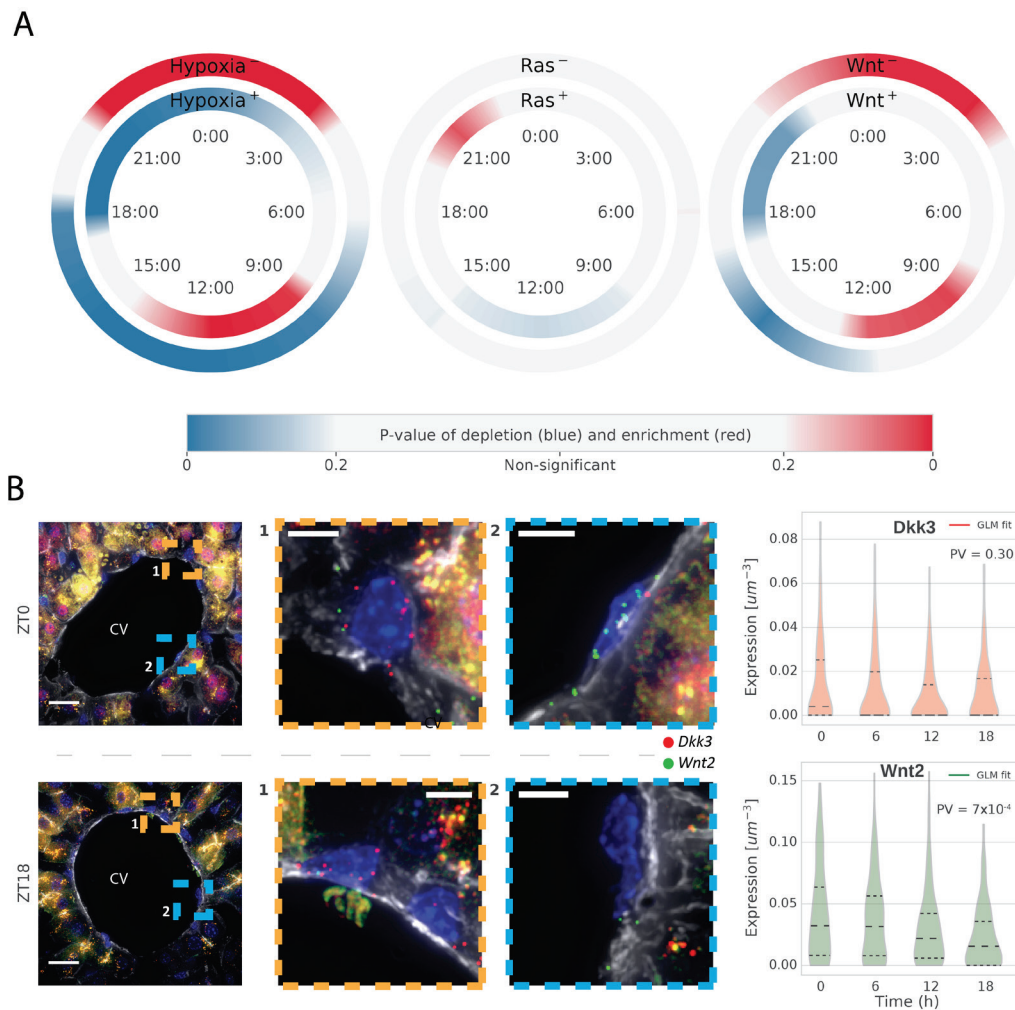 A
Hypoxia⁻
Hypoxia⁺
0:00
3:00
6:00
9:00
12:00
15:00
18:00
21:00
Ras⁻
Ras⁺
0:00
3:00
6:00
9:00
12:00
15:00
18:00
21:00
Wnt⁻
Wnt⁺
0:00
3:00
6:00
9:00
12:00
15:00
18:00
21:00
P-value of depletion (blue) and enrichment (red)
0
0.2
Non-significant
0.2
0
B
ZT0
1
CV
2
1
CV
2
Dkk3
Wnt2
ZT18
1
CV
2
1
2
Dkk3
GLM fit
PV = 0.30
Expression [um⁻³]
0.08
0.06
0.04
0.02
0.00
0 6 12 18
Wnt2
GLM fit
PV = 7x10⁻⁴
Expression [um⁻³]
0.15
0.10
0.05
0.00
0 6 12 18
Time (h)